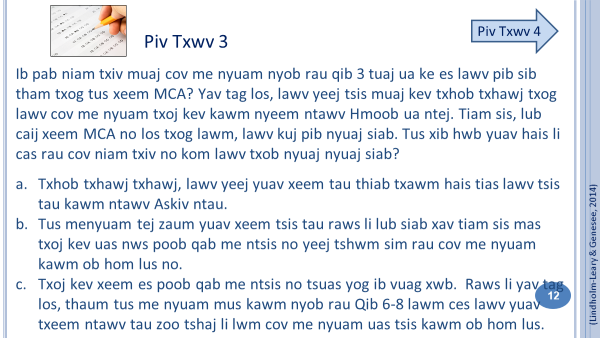 Piv Txwv 3
Piv Txwv 4
Ib pab niam txiv muaj cov me nyuam nyob rau qib 3 tuaj ua ke es lawv pib sib
tham txog tus xeem MCA? Yav tag los, lawv yeej tsis muaj kev txhob txhawj txog
lawv cov me nyuam txoj kev kawm nyeem ntawv Hmoob ua ntej. Tiam sis, lub
caij xeem MCA no los txog lawm, lawv kuj pib nyuaj siab. Tus xib hwb yuav hais li
cas rau cov niam txiv no kom lawv txob nyuaj nyuaj siab?
a. Txhob txhawj txhawj, lawv yeej yuav xeem tau thiab txawm hais tias lawv tsis
tau kawm ntawv Askiv ntau.
b. Tus menyuam tej zaum yuav xeem tsis tau raws li lub siab xav tiam sis mas
txoj kev uas nws poob qab me ntsis no yeej tshwm sim rau cov me nyuam
kawm ob hom lus no.
c. Txoj kev xeem es poob qab me ntsis no tsuas yog ib vuag xwb. Raws li yav tag
los, thaum tus me nyuam mus kawm nyob rau Qib 6-8 lawm ces lawv yuav
txeem ntawv tau zoo tshaj li lwm cov me nyuam uas tsis kawm ob hom lus.
12
(Lindholm-Leary & Genesee, 2014)